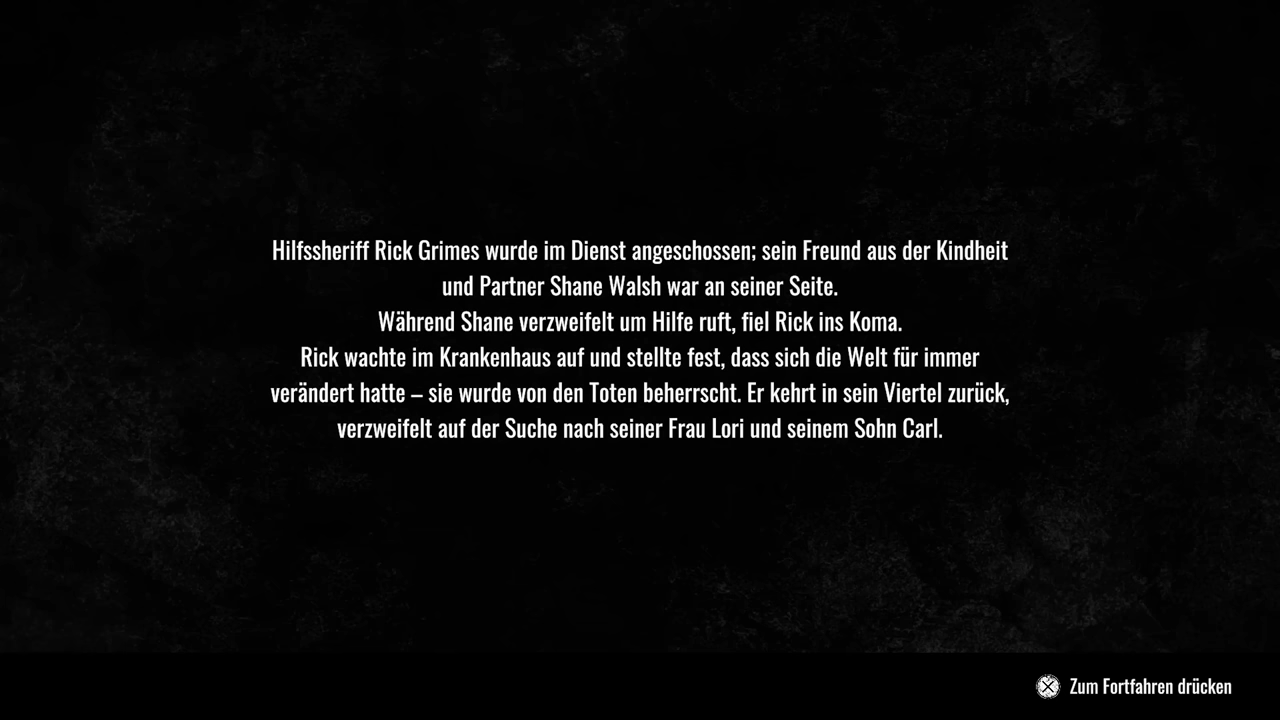 Hilfssheriff Rick Grimes wurde im Dienst angeschossen; sein Freund aus der Kindheit
und Partner Shane Walsh war an seiner Seite.
Während Shane verzweifelt um Hilfe ruft, fiel Rick ins Koma.
Rick wachte im Krankenhaus auf und stellte fest, dass sich die Welt für immer
verändert hatte – sie wurde von den Toten beherrscht. Er kehrt in sein Viertel zurück,
verzweifelt auf der Suche nach seiner Frau Lori und seinem Sohn Carl.
Zum Fortfahren drücken